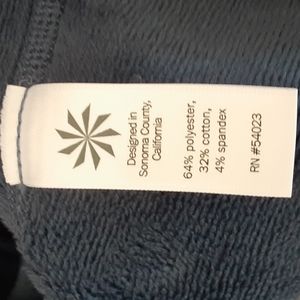 Designed in
Sonoma County,
California
64% polyester,
32% cotton,
4% spandex
RN #54023